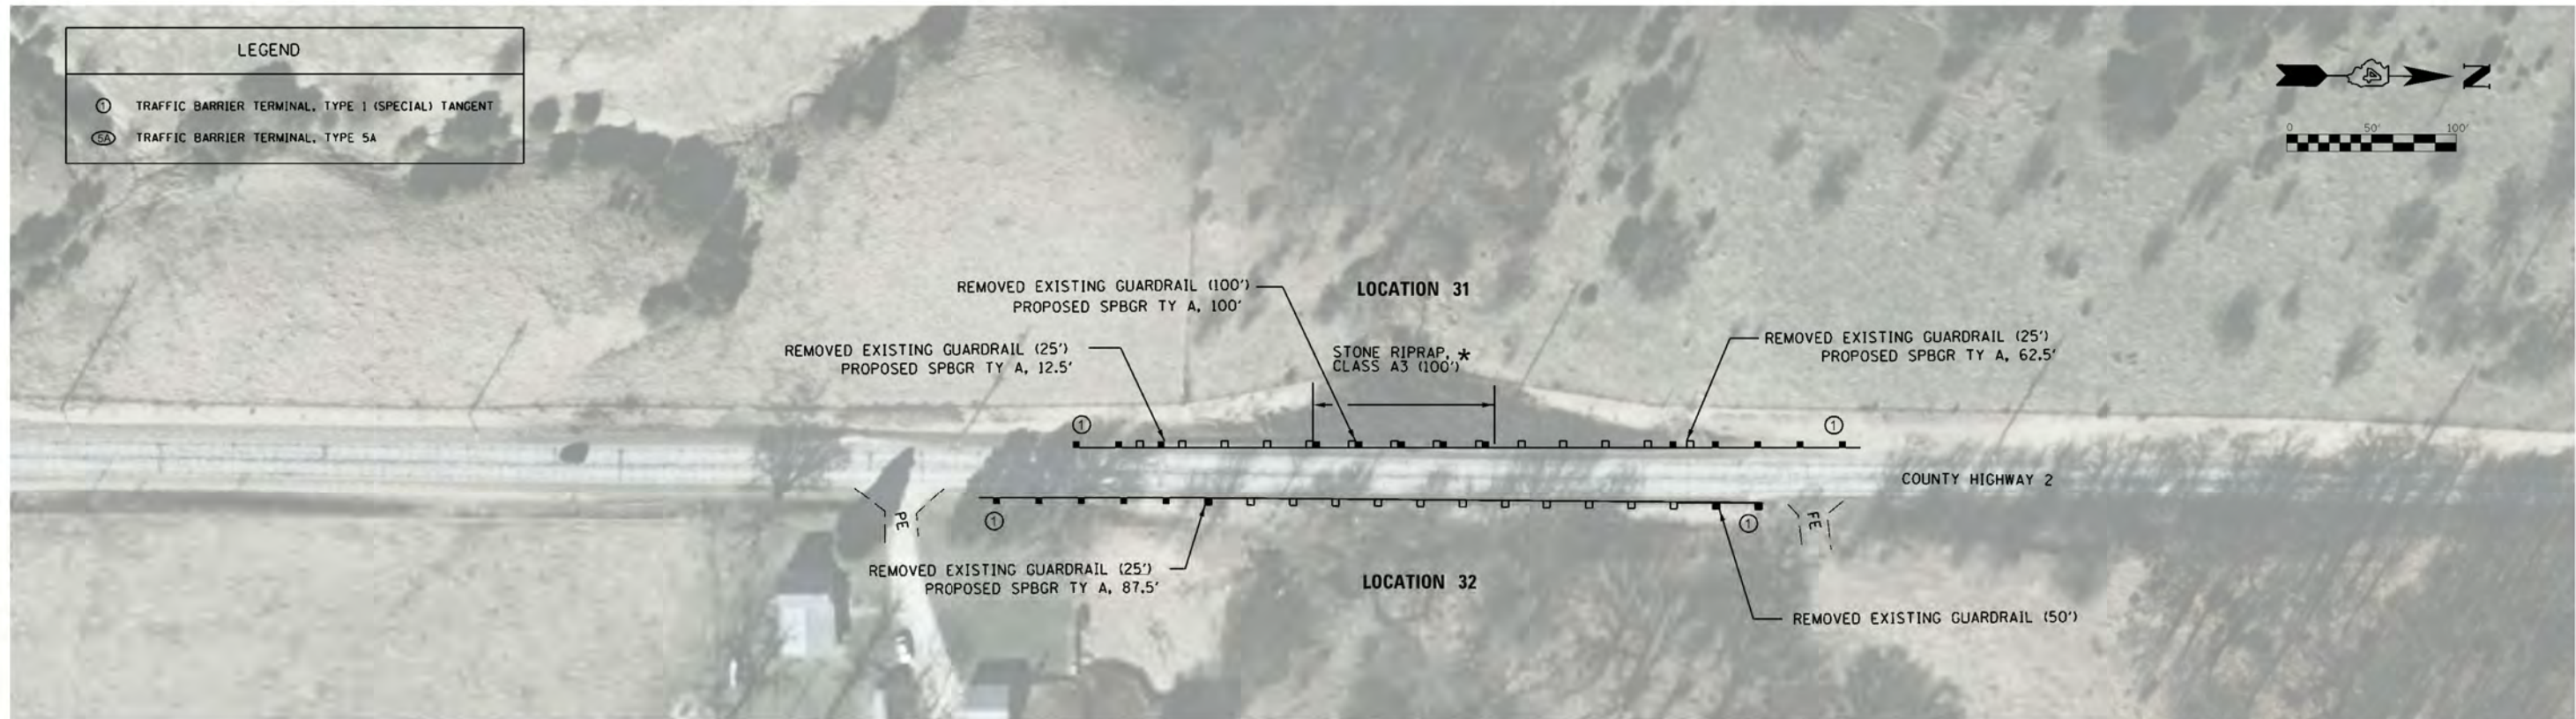 LEGEND
1 TRAFFIC BARRIER TERMINAL, TYPE 1 (SPECIAL) TANGENT
5A TRAFFIC BARRIER TERMINAL, TYPE 5A
N
0 50' 100'
REMOVED EXISTING GUARDRAIL (100')
PROPOSED SPBGR TY A, 100'
LOCATION 31
REMOVED EXISTING GUARDRAIL (25')
PROPOSED SPBGR TY A, 12.5'
STONE RIPRAP, *
CLASS A3 (100')
REMOVED EXISTING GUARDRAIL (25')
PROPOSED SPBGR TY A, 62.5'
1
1
COUNTY HIGHWAY 2
PE
1
1
FE
REMOVED EXISTING GUARDRAIL (25')
PROPOSED SPBGR TY A, 87.5'
LOCATION 32
REMOVED EXISTING GUARDRAIL (50')